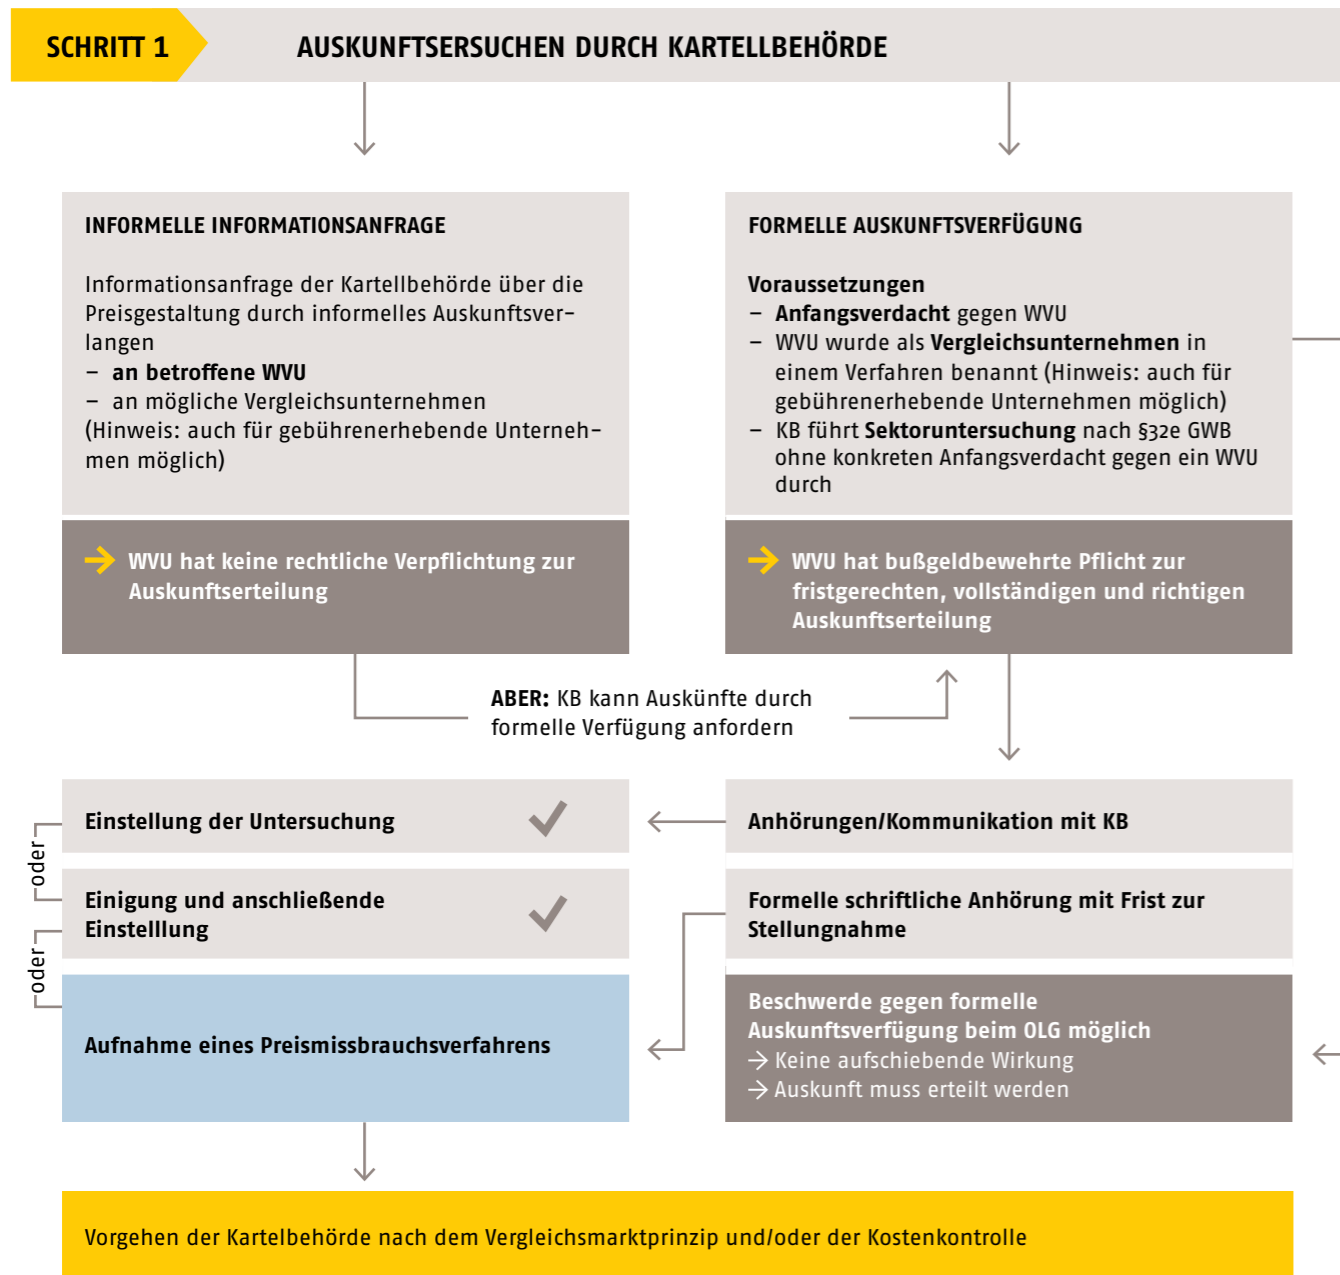 SCHRITT 1
AUSKUNFTSERSUCHEN DURCH KARTELLBEHÖRDE
INFORMELLE INFORMATIONSANFRAGE
Informationsanfrage der Kartellbehörde über die
Preisgestaltung durch informelles Auskunftsver-
langen
– an betroffene WVU
– an mögliche Vergleichsunternehmen
(Hinweis: auch für gebührenerhebende Unterneh-
men möglich)
→ WVU hat keine rechtliche Verpflichtung zur
Auskunftserteilung
FORMELLE AUSKUNFTSVERFÜGUNG
Voraussetzungen
– Anfangsverdacht gegen WVU
– WVU wurde als Vergleichsunternehmen in
einem Verfahren benannt (Hinweis: auch für
gebührenerhebende Unternehmen möglich)
– KB führt Sektoruntersuchung nach §32e GWB
ohne konkreten Anfangsverdacht gegen ein WVU
durch
→ WVU hat bußgeldbewehrte Pflicht zur
fristgerechten, vollständigen und richtigen
Auskunftserteilung
ABER: KB kann Auskünfte durch
formelle Verfügung anfordern
Einstellung der Untersuchung
oder
Einigung und anschließende
Einstelllung
oder
Aufnahme eines Preismissbrauchsverfahrens
Anhörungen/Kommunikation mit KB
Formelle schriftliche Anhörung mit Frist zur
Stellungnahme
Beschwerde gegen formelle
Auskunftsverfügung beim OLG möglich
→ Keine aufschiebende Wirkung
→ Auskunft muss erteilt werden
Vorgehen der Kartelbehörde nach dem Vergleichsmarktprinzip und/oder der Kostenkontrolle